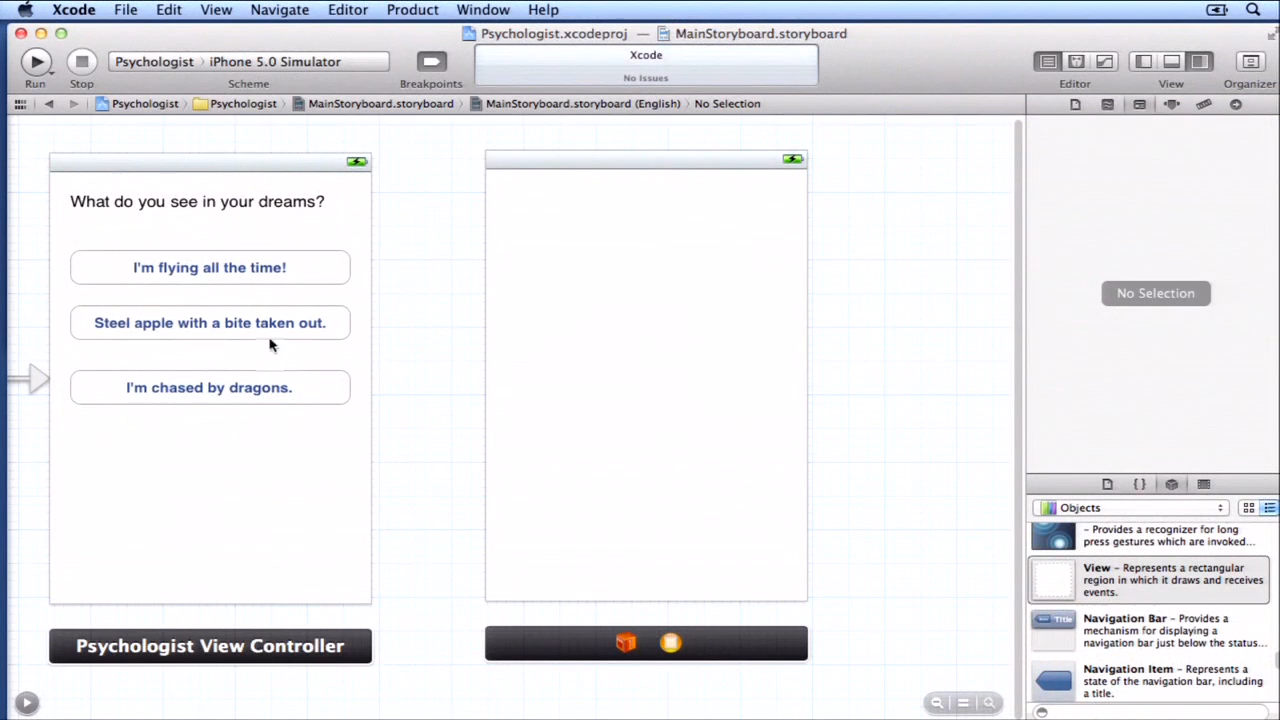 Xcode File Edit View Navigate Editor Product Window Help
Psychologist.xcodeproj — MainStoryboard.storyboard
Psychologist › iPhone 5.0 Simulator
Xcode
No Issues
Run Stop Scheme Breakpoints Editor View Organizer
Psychologist › Psychologist › MainStoryboard.storyboard › MainStoryboard.storyboard (English) › No Selection
What do you see in your dreams?
I'm flying all the time!
Steel apple with a bite taken out.
I'm chased by dragons.
Psychologist View Controller
No Selection
Objects
– Provides a recognizer for long
press gestures which are invoked...
View – Represents a rectangular
region in which it draws and receives
events.
Title
Navigation Bar – Provides a
mechanism for displaying a
navigation bar just below the status...
Navigation Item – Represents a
state of the navigation bar, including
a title.